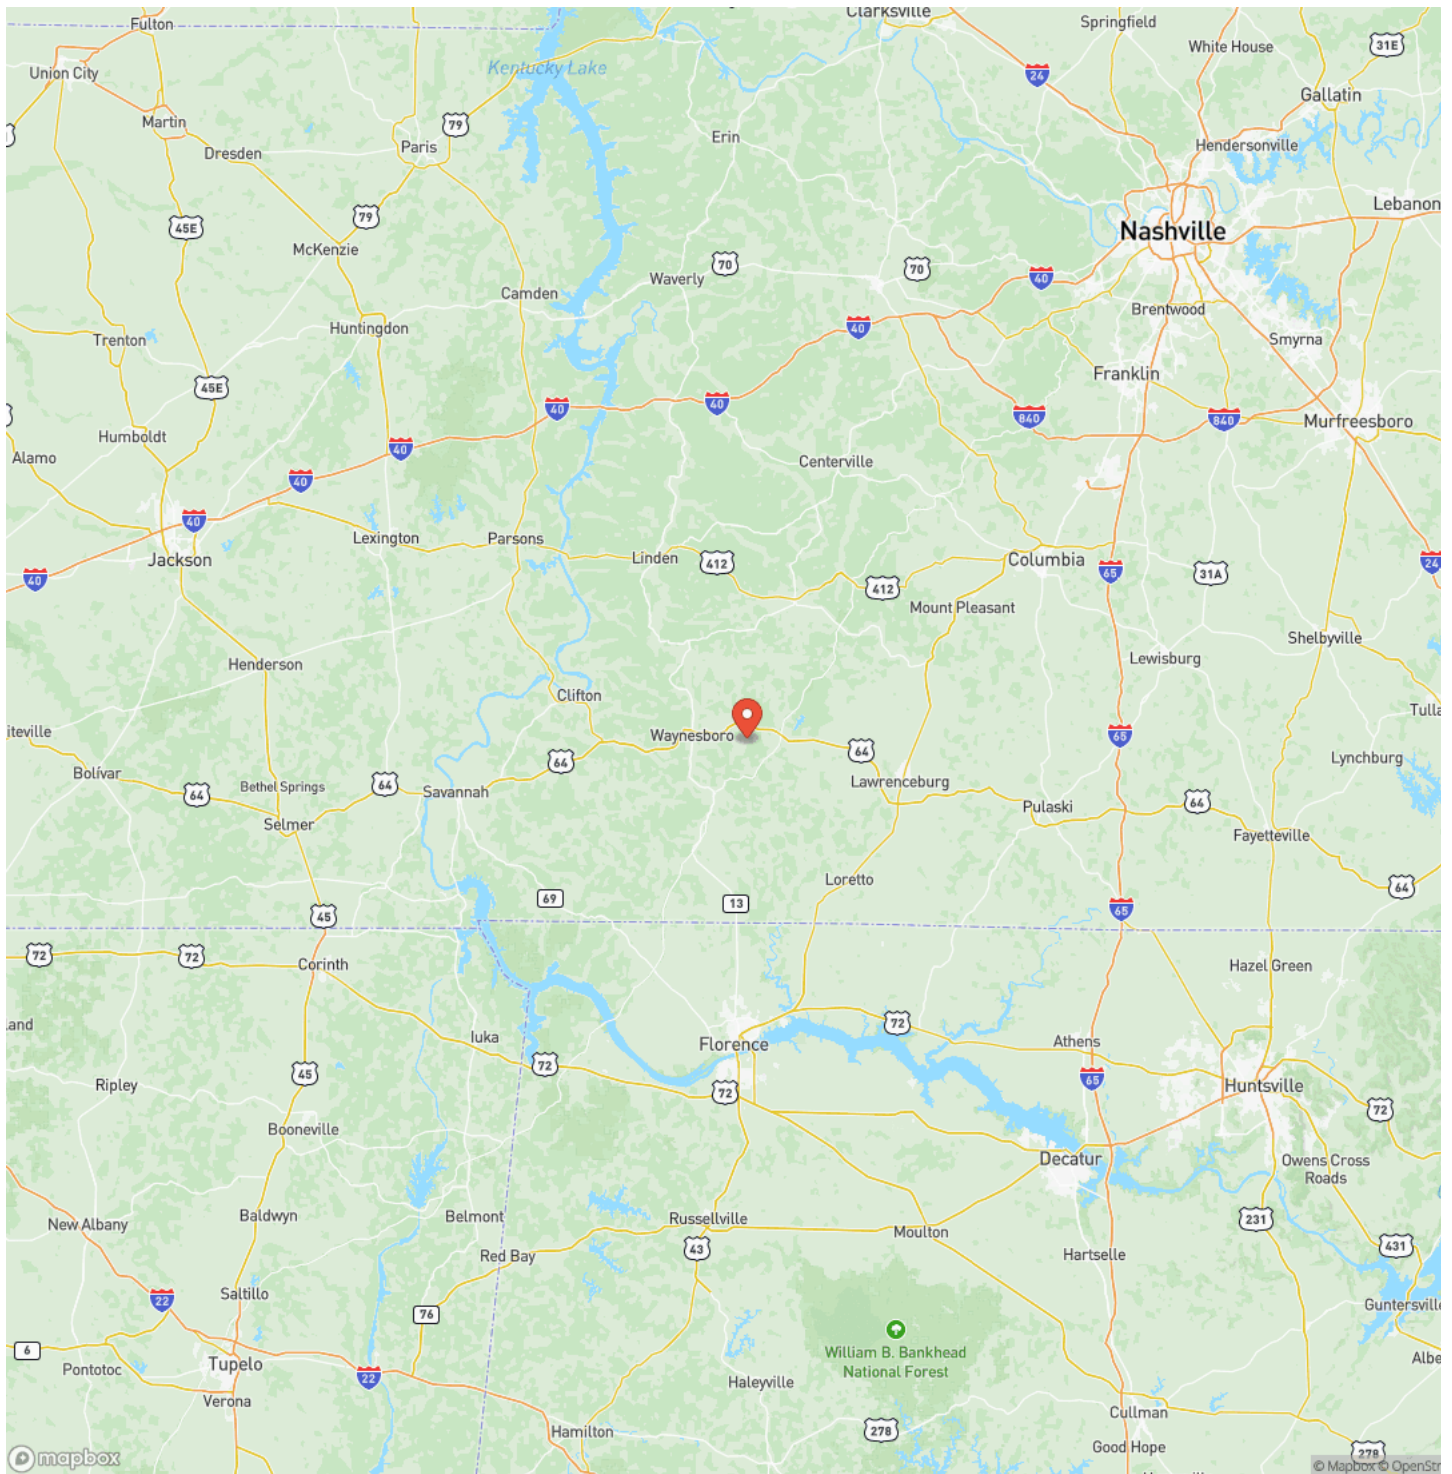 Fulton
Clarksville
Springfield
31E
White House
Union City
Kentucky Lake
24
Gallatin
Martin
79
Erin
Paris
Dresden
Hendersonville
79
45E
Lebanon
Nashville
McKenzie
70
70
Waverly
40
Camden
Brentwood
Huntingdon
40
Trenton
Smyrna
Franklin
45E
40
40
840
840
Murfreesboro
Humboldt
40
Alamo
Centerville
40
40
Lexington
Parsons
Linden
Jackson
412
Columbia
24
40
65
31A
412
Mount Pleasant
Shelbyville
Henderson
Lewisburg
Clifton
Tulla
iteville
Waynesboro
65
64
64
Lynchburg
Bolívar
Bethel Springs
64
Lawrenceburg
64
Savannah
64
Pulaski
Selmer
Fayetteville
Loretto
64
69
13
65
45
72
72
Corinth
Hazel Green
land
72
Iuka
Florence
Athens
72
45
65
Ripley
Huntsville
72
72
Booneville
Decatur
Owens Cross
Roads
New Albany
Baldwyn
Belmont
Russellville
231
Moulton
43
431
Red Bay
Hartselle
Saltillo
22
Guntersville
76
6
William B. Bankhead
National Forest
Tupelo
Albe
Pontotoc
22
Haleyville
Verona
Cullman
Hamilton
278
Good Hope
278
mapbox
© Mapbox © OpenStr